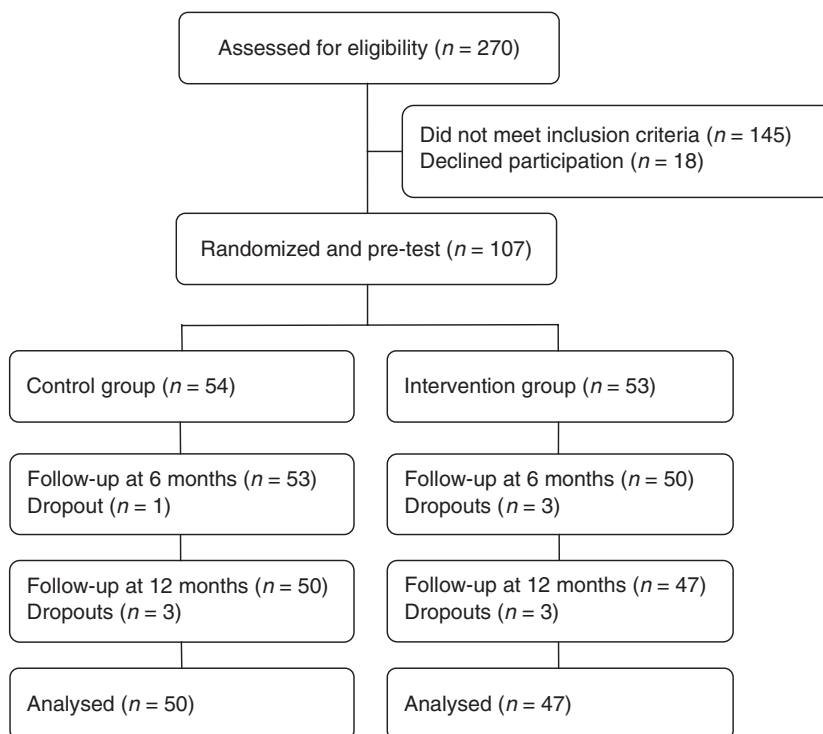 Assessed for eligibility (n = 270)
Did not meet inclusion criteria (n = 145)
Declined participation (n = 18)
Randomized and pre-test (n = 107)
Control group (n = 54)
Intervention group (n = 53)
Follow-up at 6 months (n = 53)
Dropout (n = 1)
Follow-up at 6 months (n = 50)
Dropouts (n = 3)
Follow-up at 12 months (n = 50)
Dropouts (n = 3)
Follow-up at 12 months (n = 47)
Dropouts (n = 3)
Analysed (n = 50)
Analysed (n = 47)